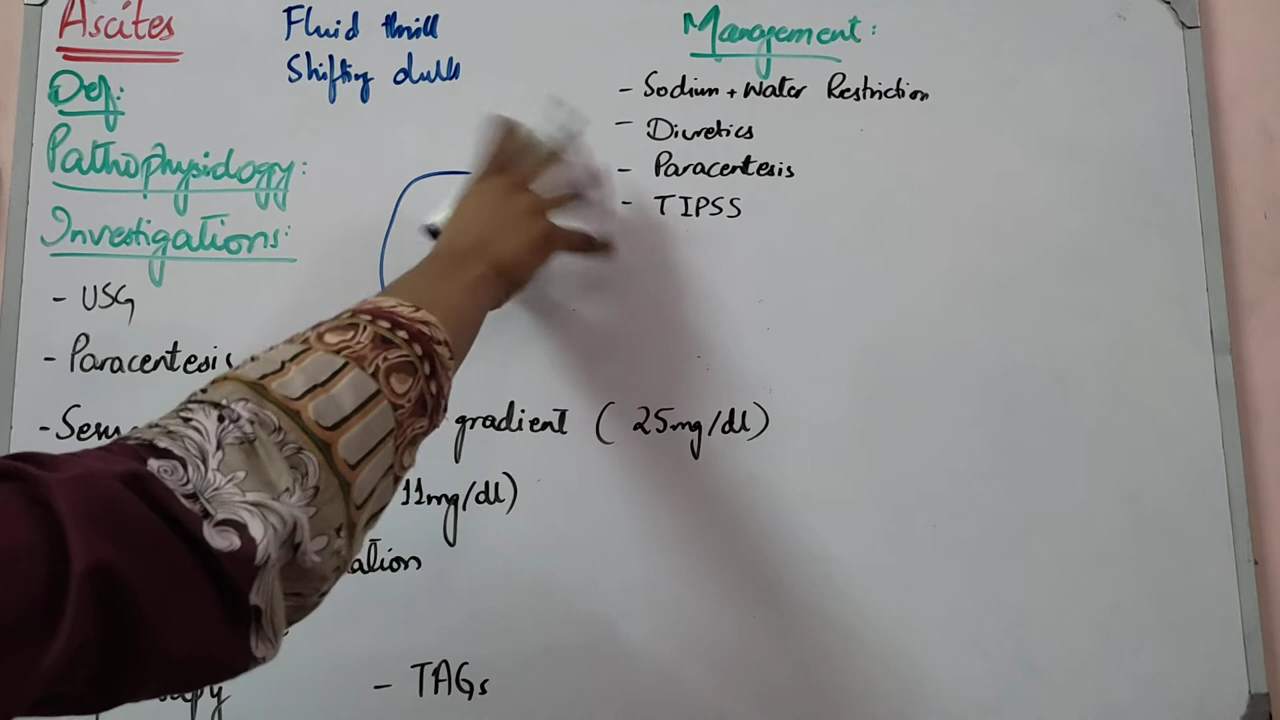 Ascites
Def:
Pathophysiology:
Investigations:
- USG
- Paracentesis
gradient ( 25mg/dl)
11mg/dl)
- TAGs
Fluid thrill
Shifting dull
Management:
- Sodium + Water Restriction
- Diuretics
- Paracentesis
- TIPSS